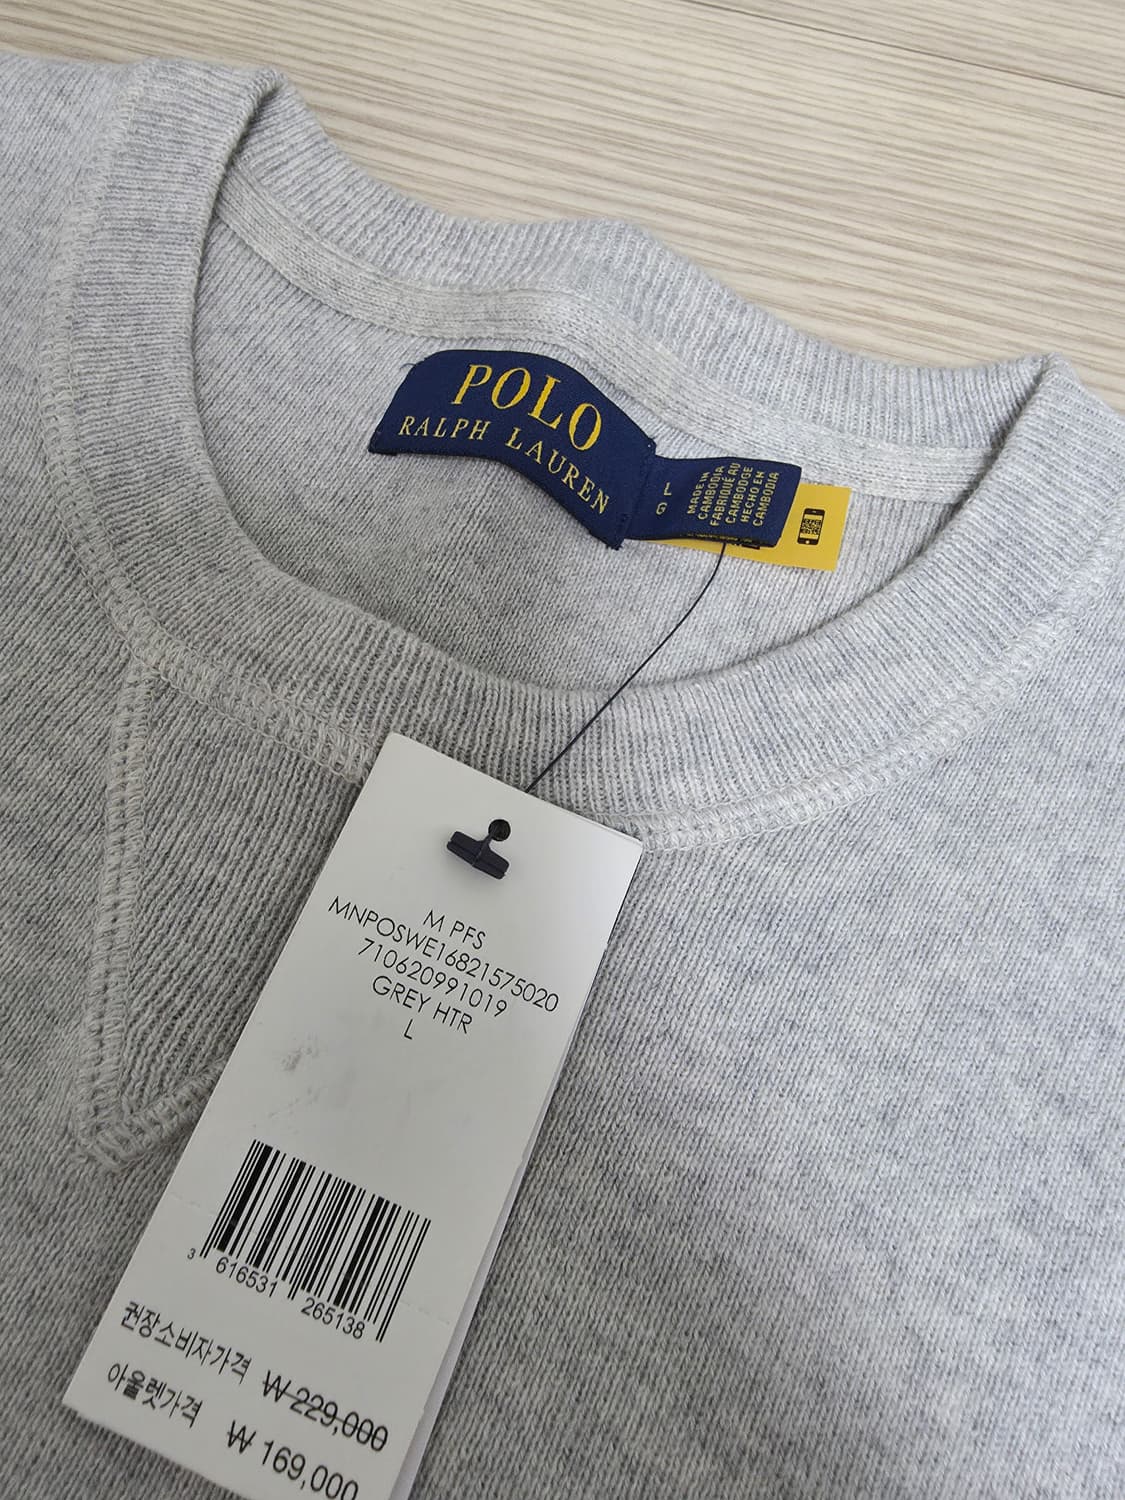 POLO
RALPH LAUREN
L
G
MADE IN
CAMBODIA
FABRIQUÉ AU
CAMBODGE
HECHO EN
CAMBODIA
M PFS
MNPOSWE16821575020
710620991019
GREY HTR
L
3 616531 265138
권장소비자가격 ₩ 229,000
아울렛가격 ₩ 169,000